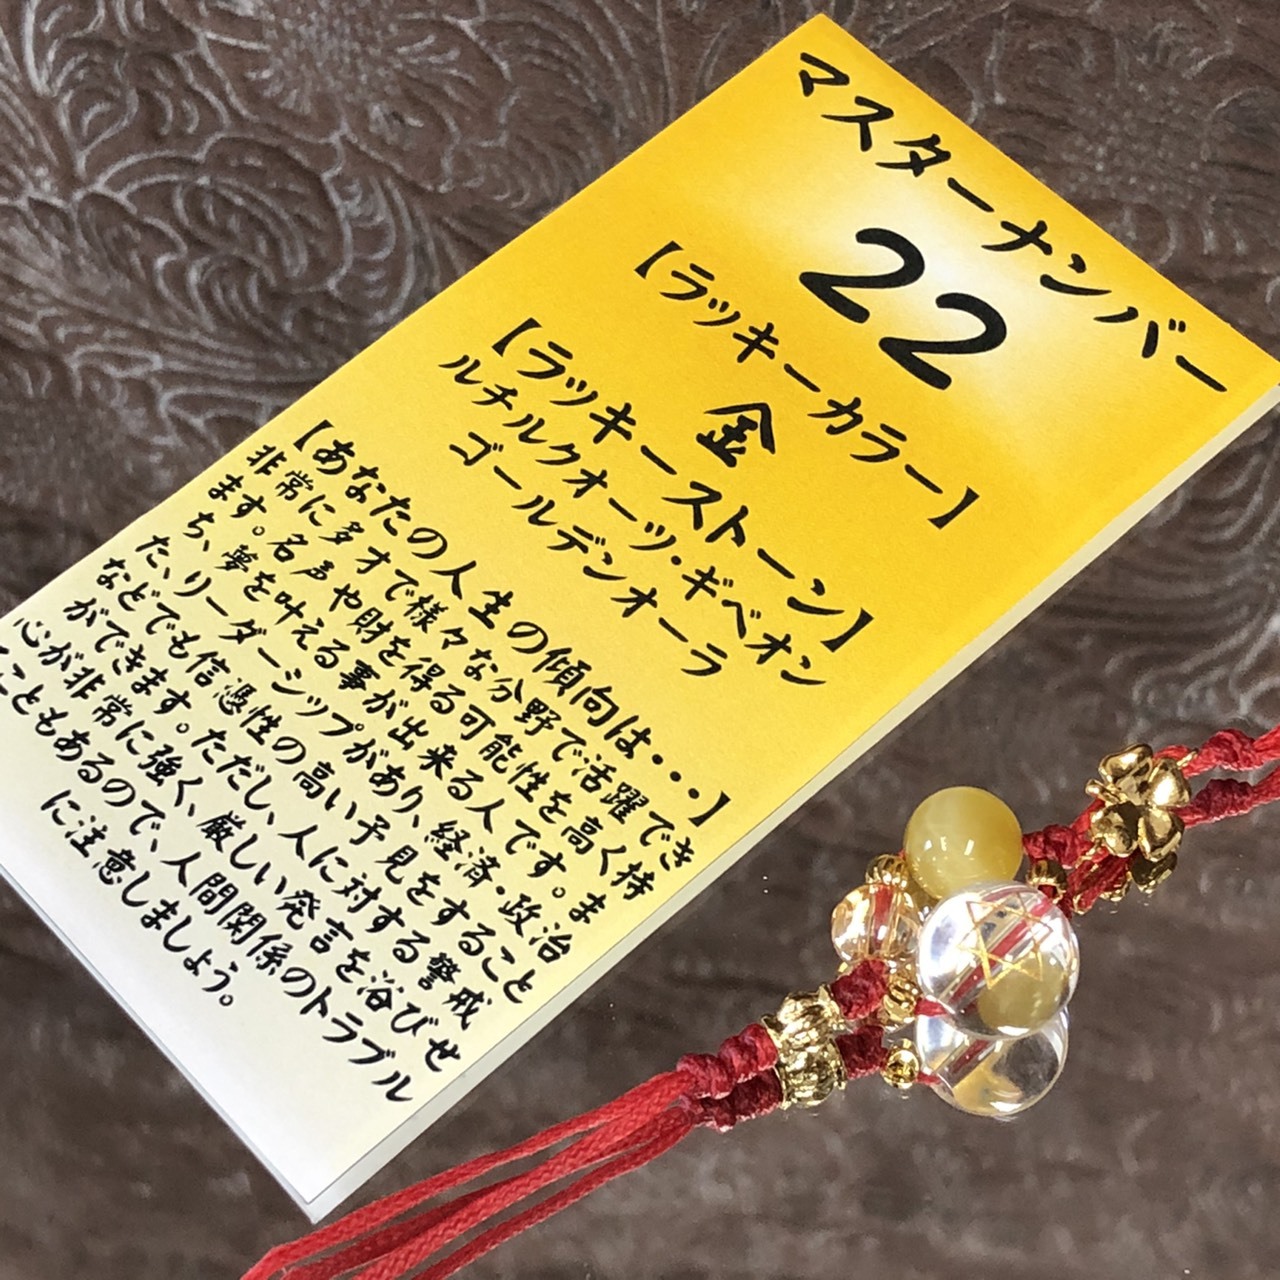 マスターナンバー
22
【ラッキーカラー】
金
【ラッキーストーン】
ルチルクオーツ・ギベオン
ゴールデンオーラ
【あなたの人生の傾向は・・・】
非常に多才で様々な分野で活躍でき
ます。名声や財を得る可能性を高く持
ち、夢を叶える事が出来る人です。ま
た、リーダーシップがあり、経済・政治
などでも信憑性の高い予見をすること
ができます。ただし、人に対する警戒
心が非常に強く、厳しい発言を浴びせ
ることもあるので、人間関係のトラブル
に注意しましょう。